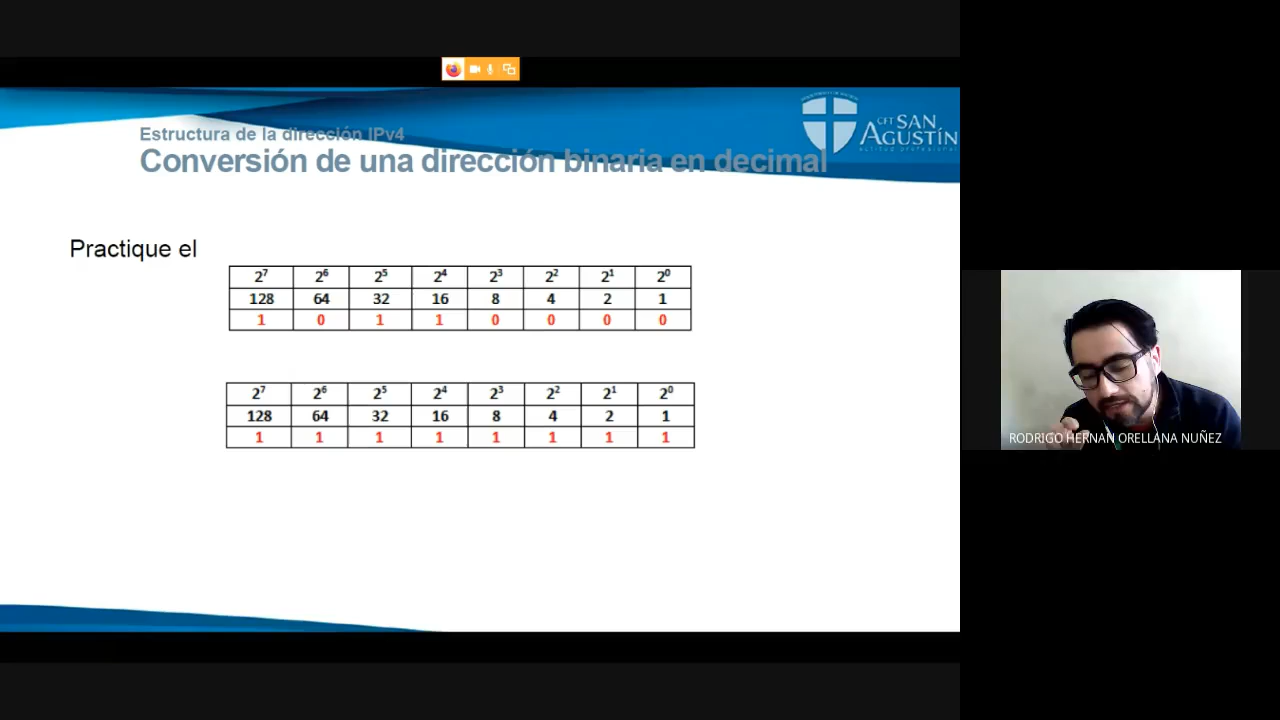 Estructura de la dirección IPv4
Conversión de una dirección binaria en decimal
CFT SAN
AGUSTÍN
actitud profesional
Practique el
2⁷ 2⁶ 2⁵ 2⁴ 2³ 2² 2¹ 2⁰
128 64 32 16 8 4 2 1
1 0 1 1 0 0 0 0
2⁷ 2⁶ 2⁵ 2⁴ 2³ 2² 2¹ 2⁰
128 64 32 16 8 4 2 1
1 1 1 1 1 1 1 1
RODRIGO HERNAN ORELLANA NUÑEZ